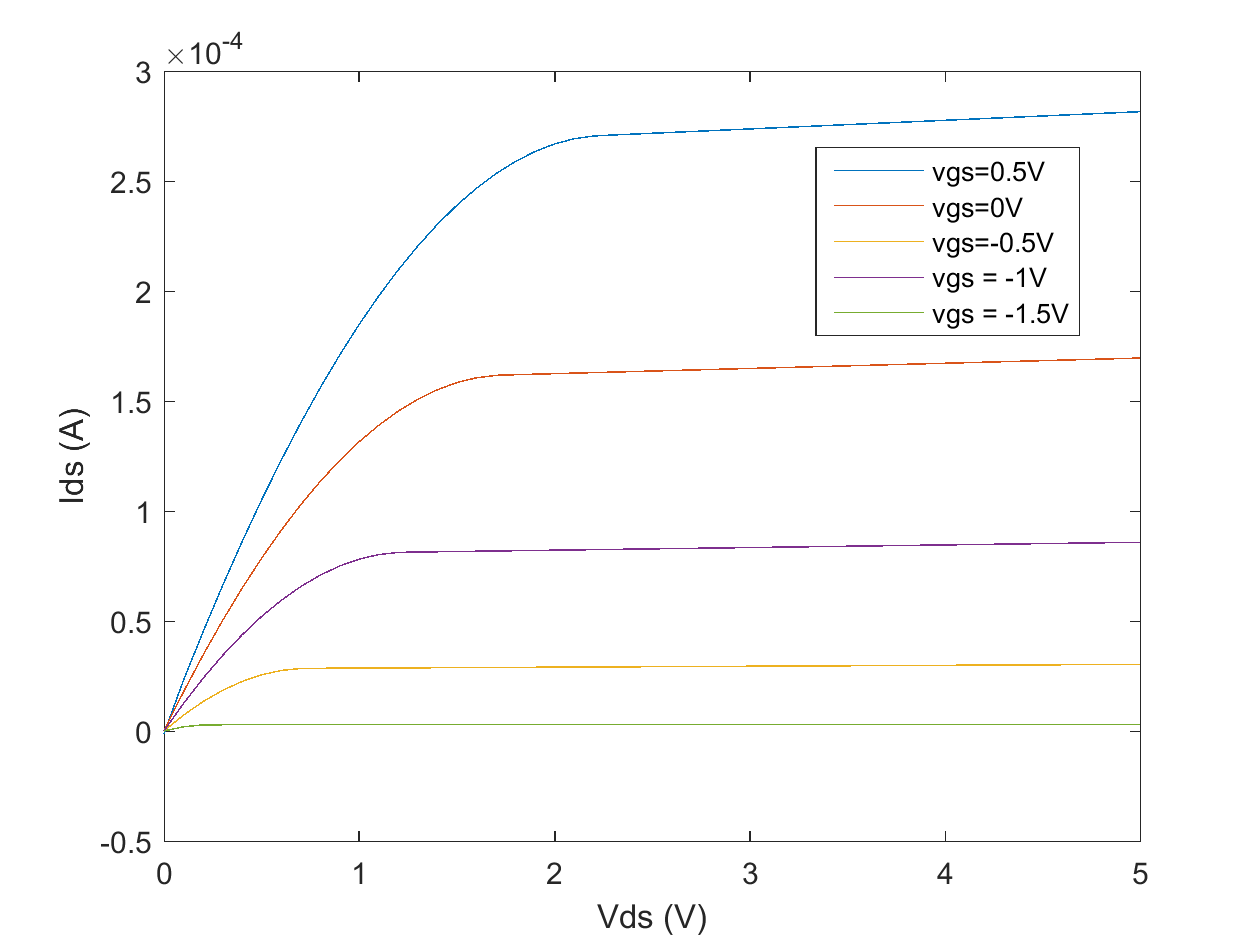 ×10-4
3
2.5
2
1.5
1
0.5
0
-0.5
0 1 2 3 4 5
Ids (A)
Vds (V)
vgs=0.5V
vgs=0V
vgs=-0.5V
vgs = -1V
vgs = -1.5V